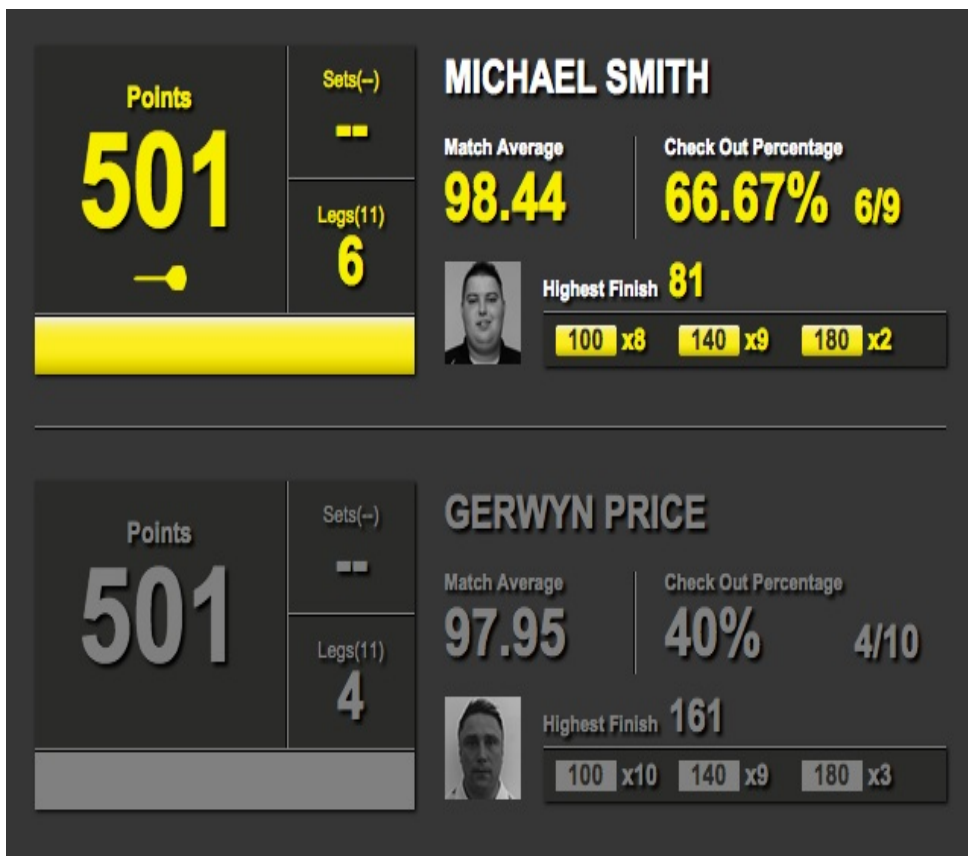 Points
501
Sets(--)
--
Legs(11)
6
MICHAEL SMITH
Match Average
98.44
Check Out Percentage
66.67% 6/9
Highest Finish 81
100 x8 140 x9 180 x2
Points
501
Sets(--)
--
Legs(11)
4
GERWYN PRICE
Match Average
97.95
Check Out Percentage
40% 4/10
Highest Finish 161
100 x10 140 x9 180 x3